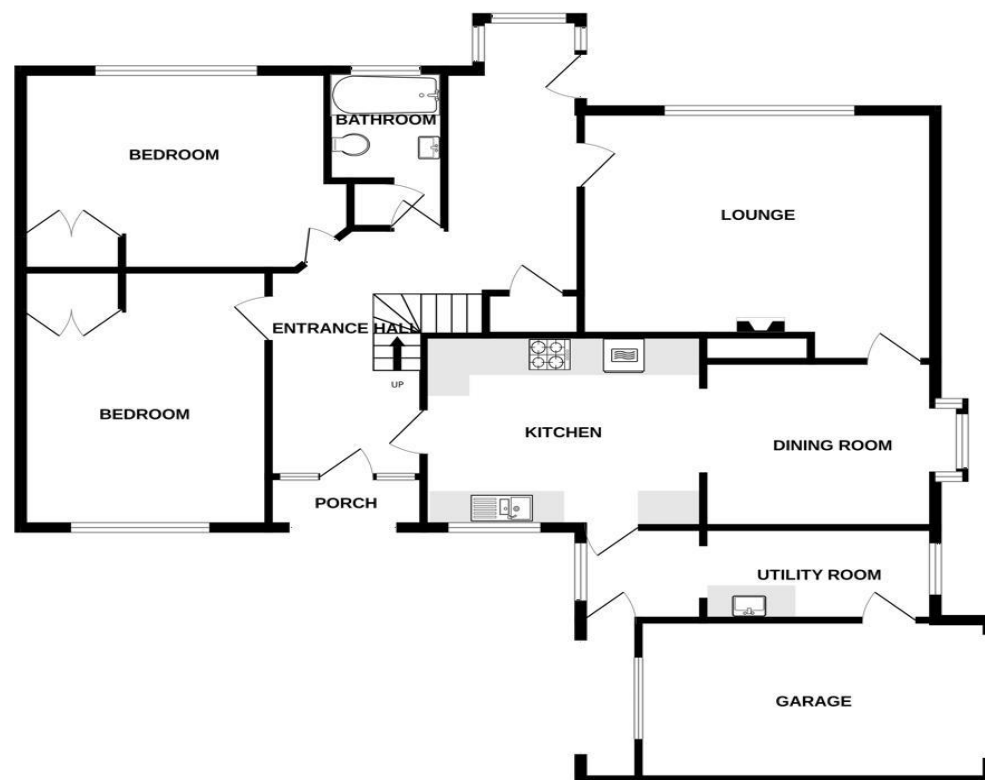 BATHROOM
BEDROOM
LOUNGE
ENTRANCE HALL
UP
BEDROOM
KITCHEN
DINING ROOM
PORCH
UTILITY ROOM
GARAGE